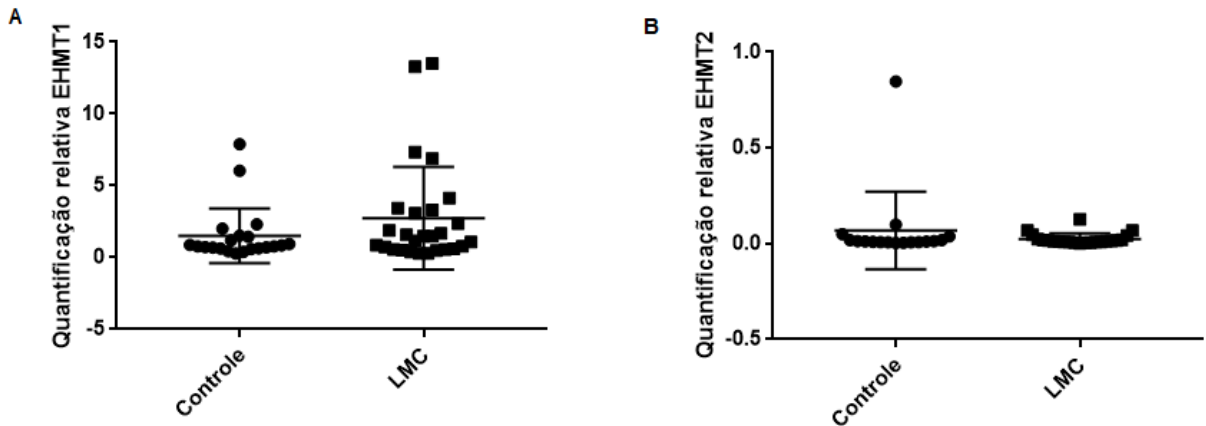 A
Quantificação relativa EHMT1
15
10
5
0
-5
Controle
LMC
B
Quantificação relativa EHMT2
1.0
0.5
0.0
-0.5
Controle
LMC